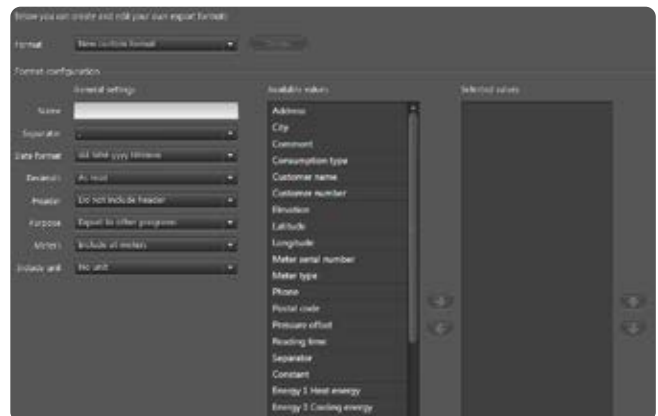 Below you can create and edit your own export formats
Format
New custom format
Format configuration
General settings
Name
Separator
Date format
Decimals
As read
Header
Do not include header
Purpose
Export to other programs
Meters
Include all meters
Include unit
No unit
Available values
Address
City
Comment
Consumption type
Customer name
Customer number
Elevation
Latitude
Longitude
Meter serial number
Meter type
Phone
Postal code
Pressure offset
Reading time
Separator
Constant
Energy 1 Heat energy
Energy 3 Cooling energy
Selected values